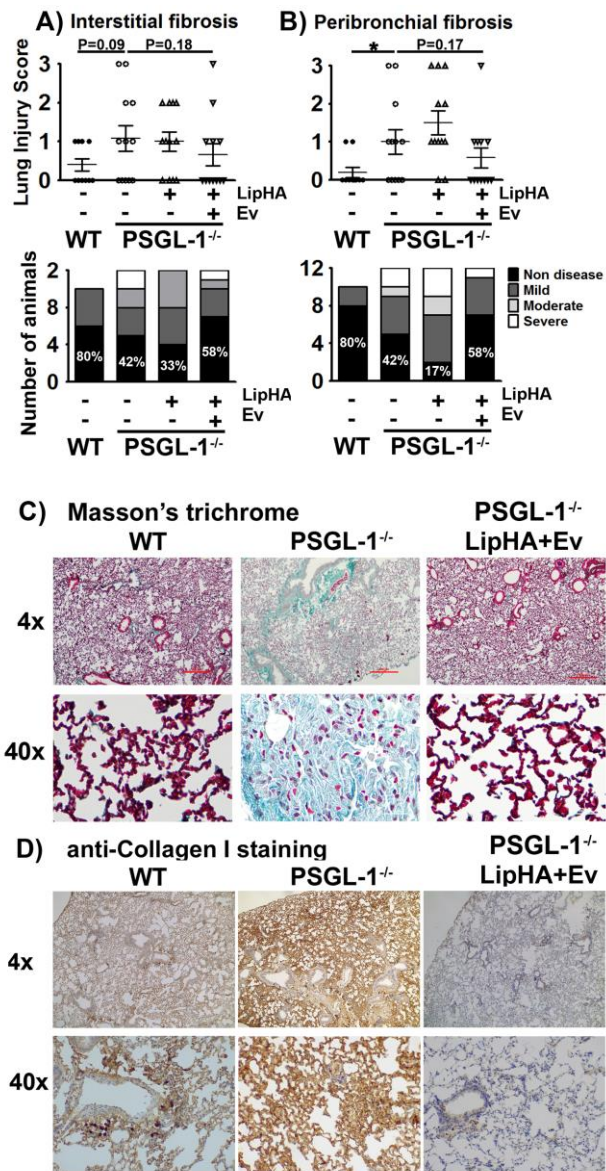 A) Interstitial fibrosis
P=0.09 P=0.18
Lung Injury Score
3
2
1
0
- - + + LipHA
- - - + Ev
WT PSGL-1-/-
B) Peribronchial fibrosis
* P=0.17
3
2
1
0
- - + + LipHA
- - - + Ev
WT PSGL-1-/-
Number of animals
2
8
4
0
80% 42% 33% 58%
- - + + LipHA
- - - + Ev
WT PSGL-1-/-
12
8
4
0
80% 42% 17% 58%
Non disease
Mild
Moderate
Severe
- - + + LipHA
- - - + Ev
WT PSGL-1-/-
C) Masson's trichrome
WT PSGL-1-/- PSGL-1-/-
LipHA+Ev
4x
40x
D) anti-Collagen I staining
WT PSGL-1-/- PSGL-1-/-
LipHA+Ev
4x
40x